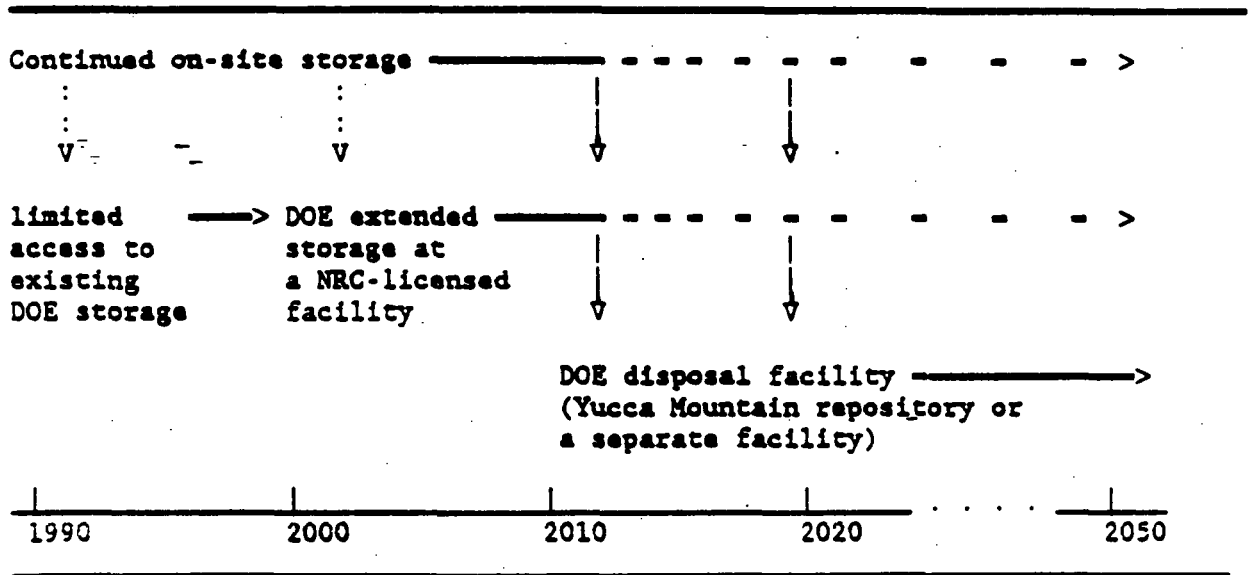 Continued on-site storage
limited
access to
existing
DOE storage
DOE extended
storage at
a NRC-licensed
facility
DOE disposal facility
(Yucca Mountain repository or
a separate facility)
1990 2000 2010 2020 2050